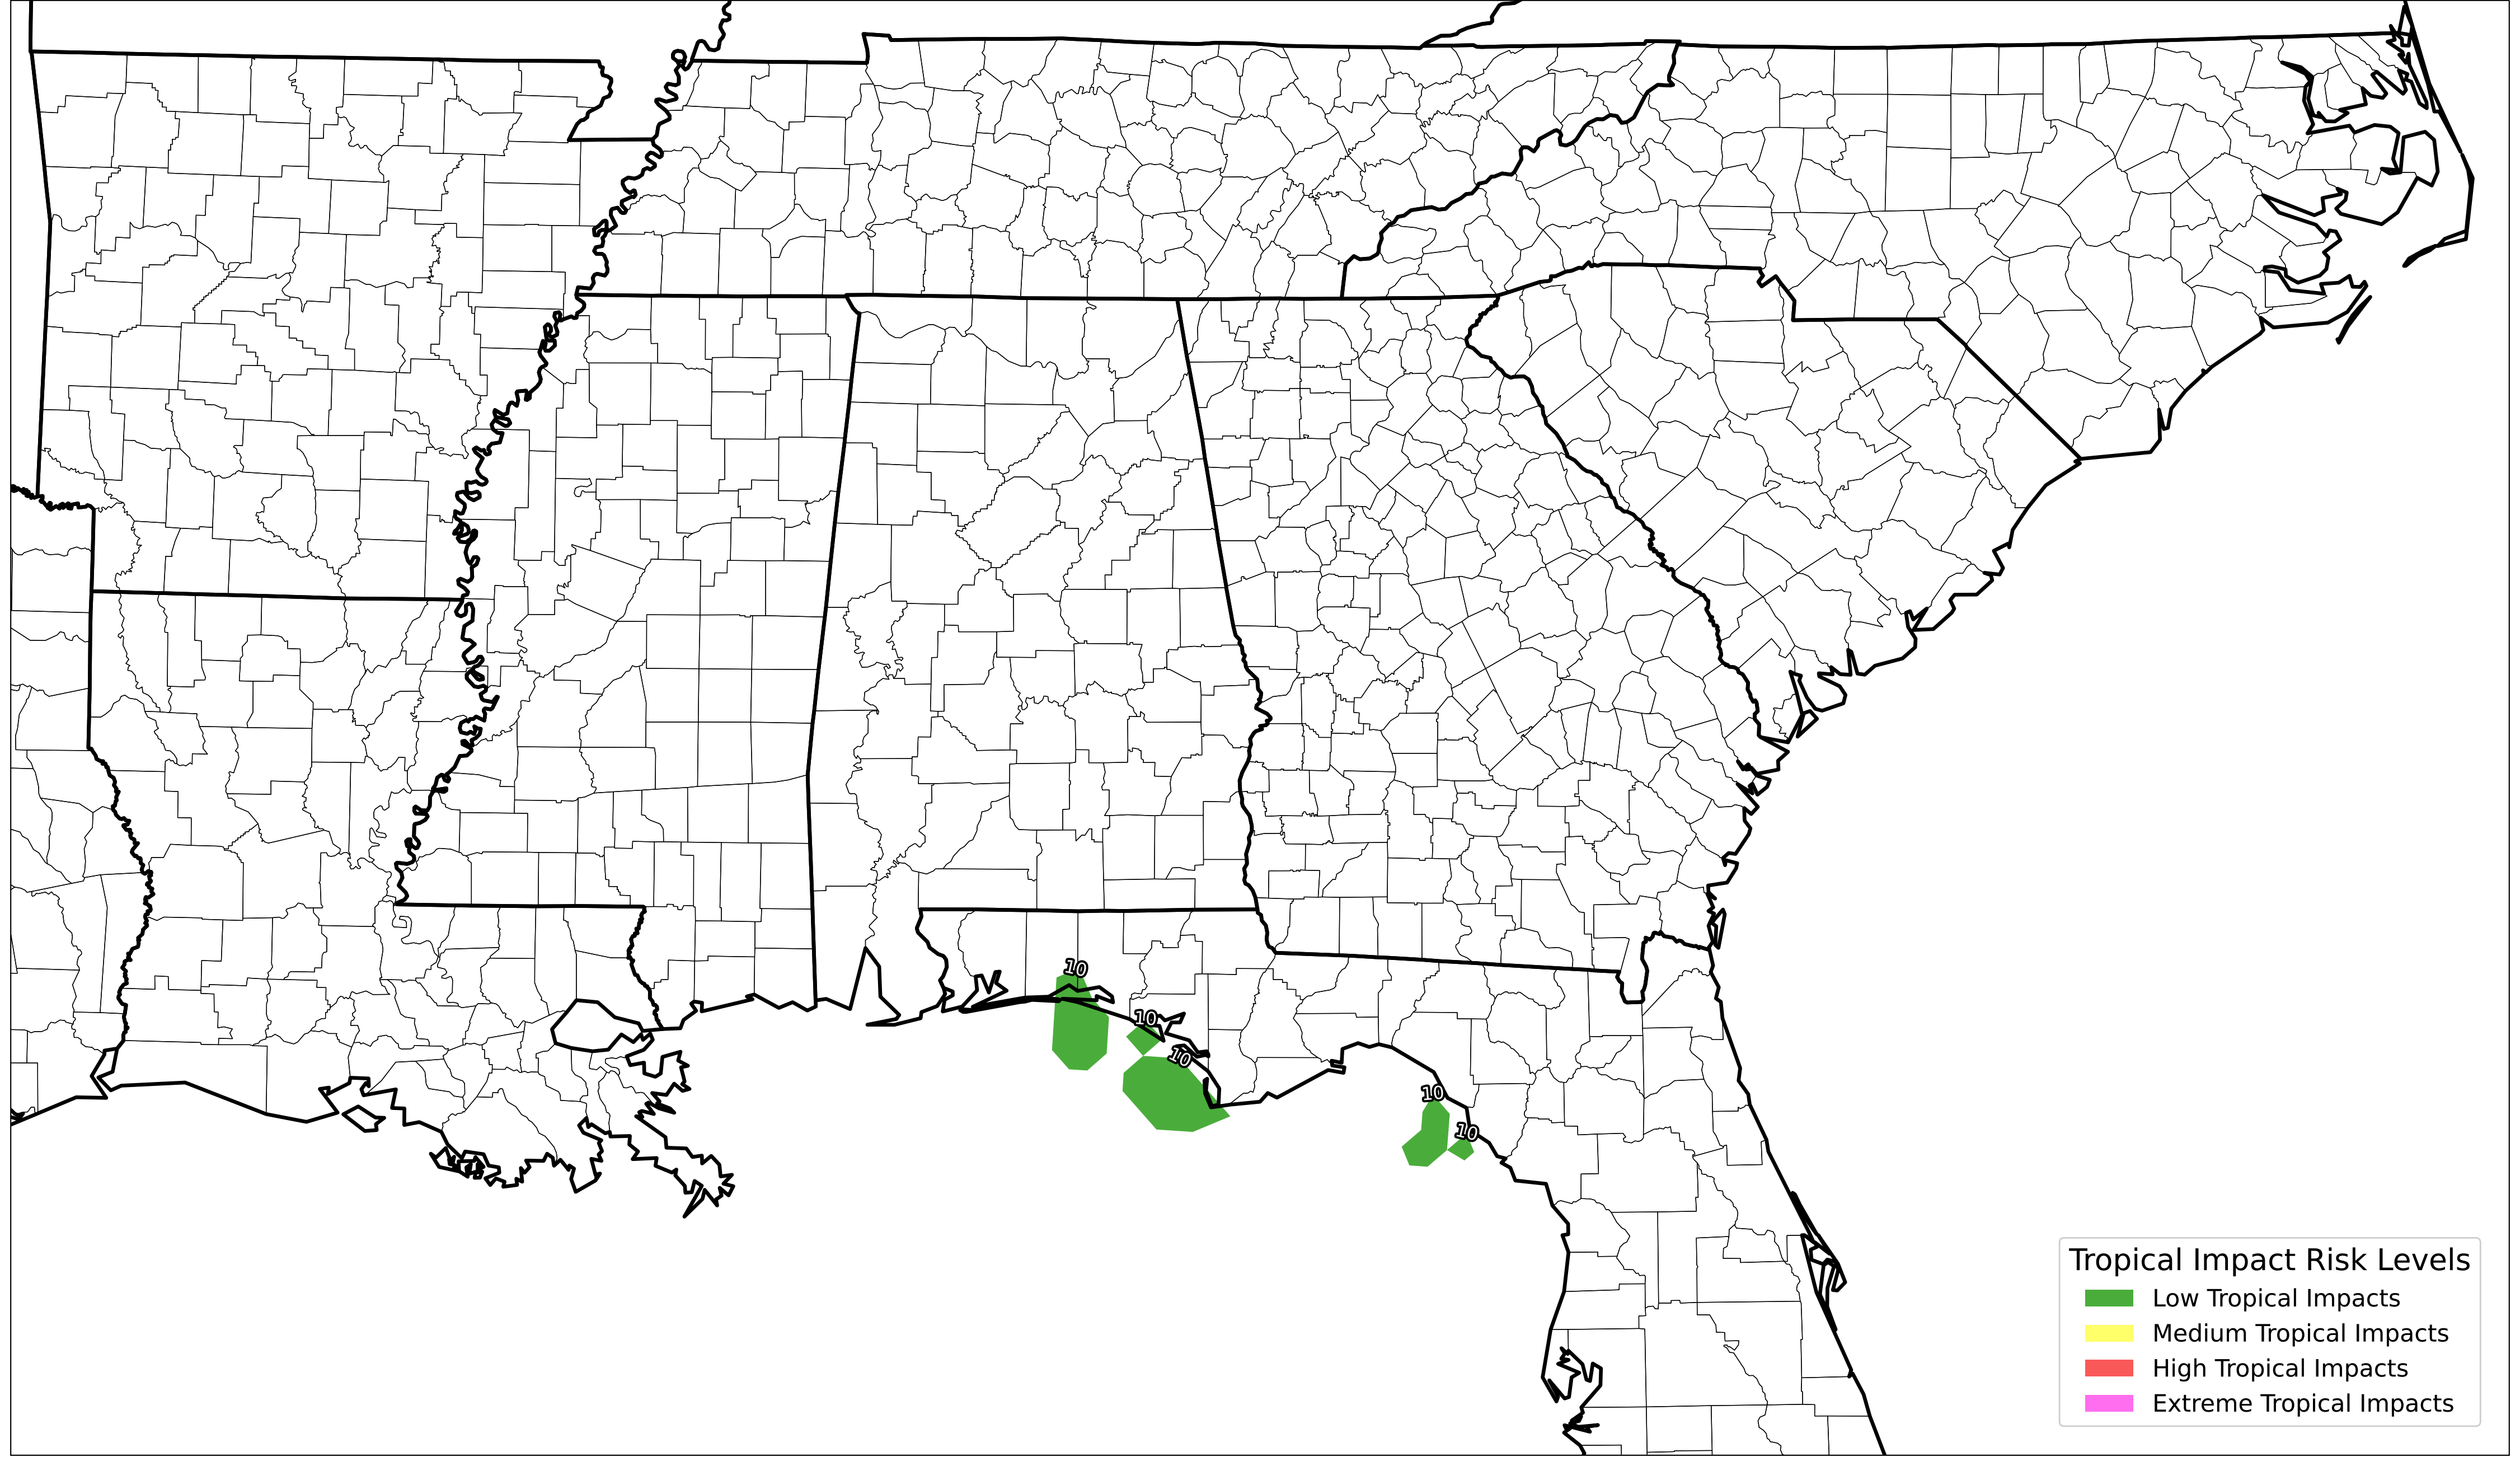 10
10
10
10
10
Tropical Impact Risk Levels
Low Tropical Impacts
Medium Tropical Impacts
High Tropical Impacts
Extreme Tropical Impacts